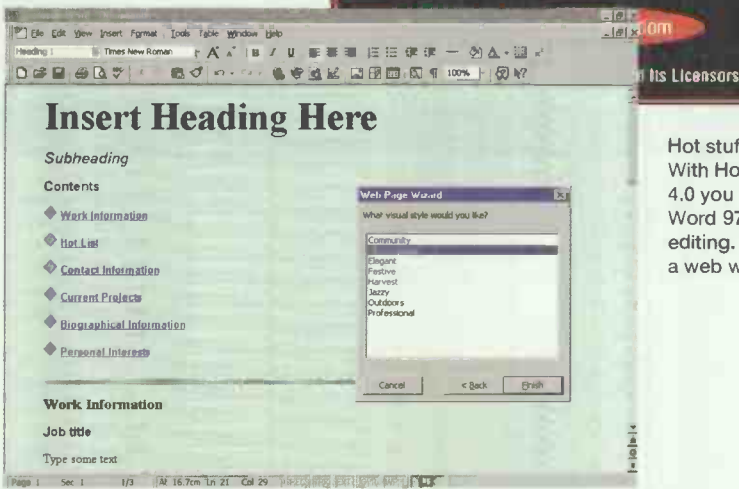 om
Its Licensors
File Edit View Insert Format Tools Table Window Help
Heading 1 Times New Roman A A B I U A
100%
Insert Heading Here
Subheading
Contents
Work Information
Hot List
Contact Information
Current Projects
Biographical Information
Personal Interests
Work Information
Job title
Type some text
Page 1 Sec 1 1/3 At 16.7cm Ln 21 Col 29
Web Page Wizard
What visual style would you like?
Community
Elegant
Festive
Harvest
Jazzy
Outdoors
Professional
Cancel < Back Finish
Hot stuf
With Ho
4.0 you
Word 97
editing.
a web w